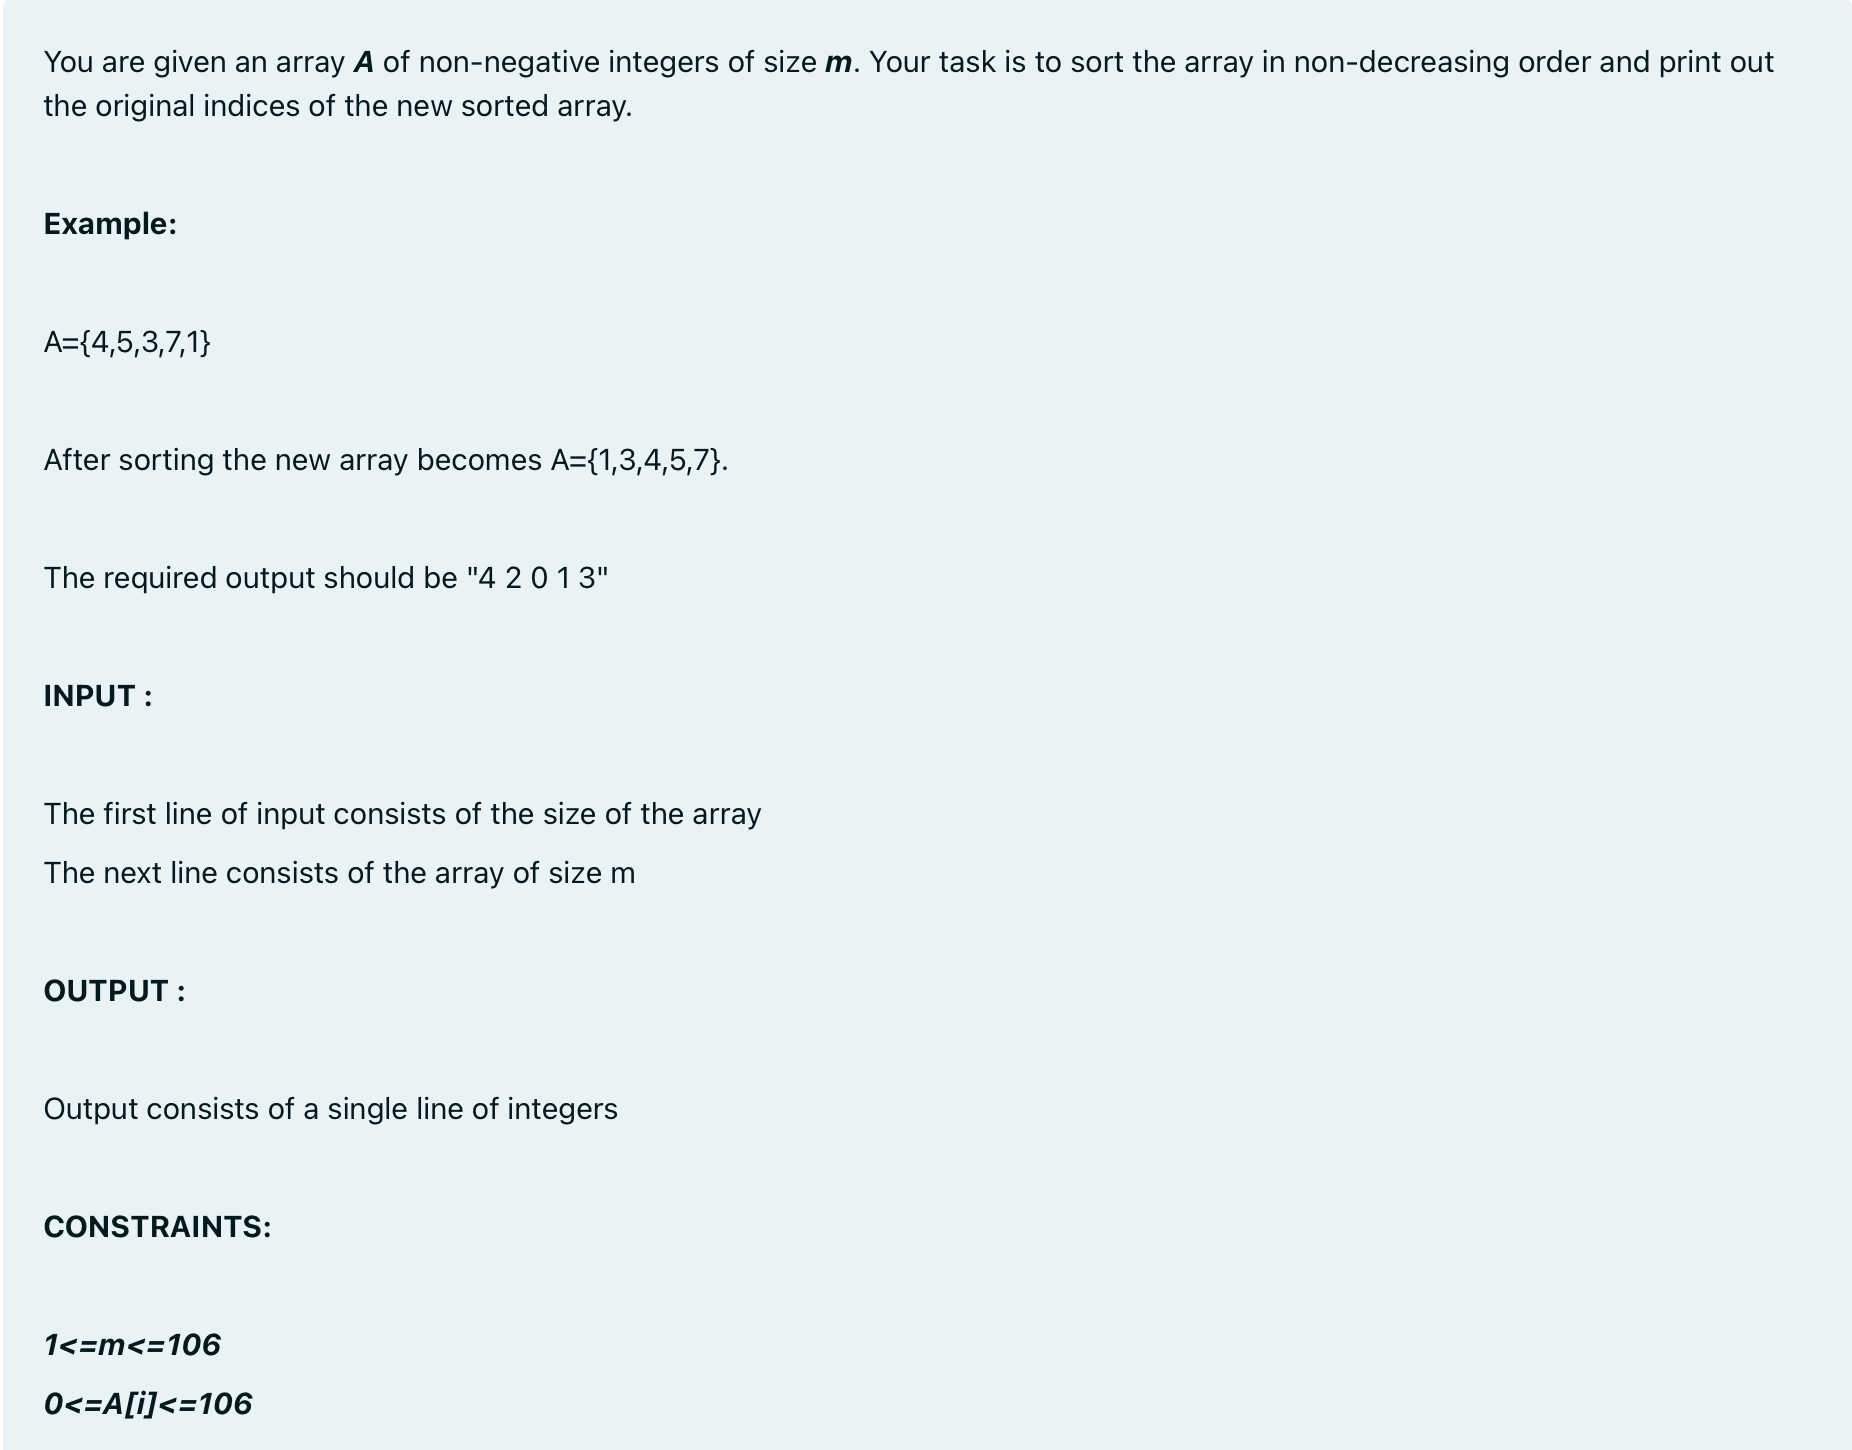 You are given an array A of non-negative integers of size m. Your task is to sort the array in non-decreasing order and print out
the original indices of the new sorted array.
Example:
A={4,5,3,7,1}
After sorting the new array becomes A={1,3,4,5,7}.
The required output should be "4 2 0 1 3"
INPUT :
The first line of input consists of the size of the array
The next line consists of the array of size m
OUTPUT :
Output consists of a single line of integers
CONSTRAINTS:
1<=m<=106
0<=A[i]<=106